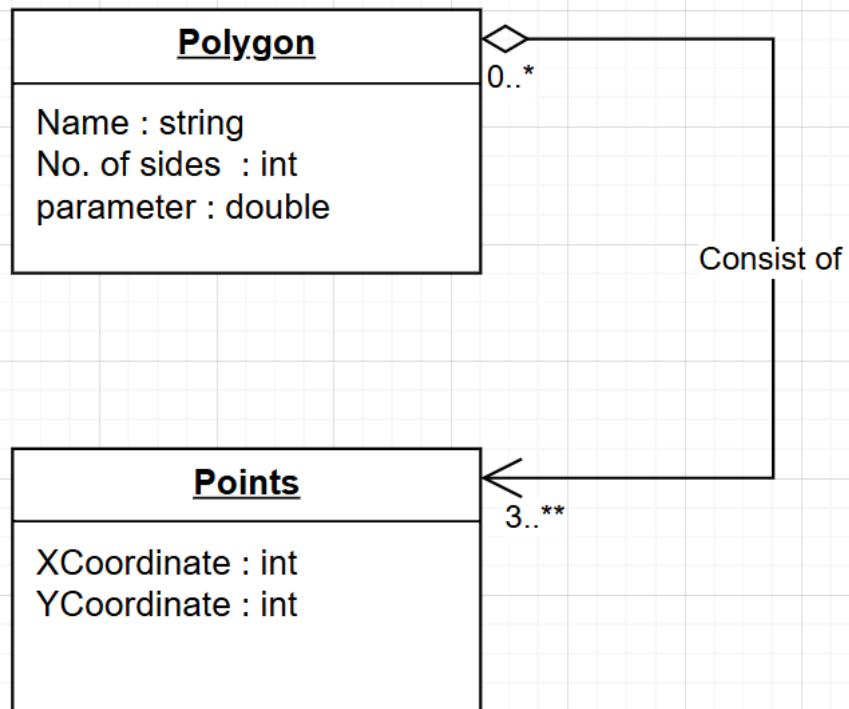 Polygon
0..*
Name : string
No. of sides : int
parameter : double
Consist of
Points
3..**
XCoordinate : int
YCoordinate : int